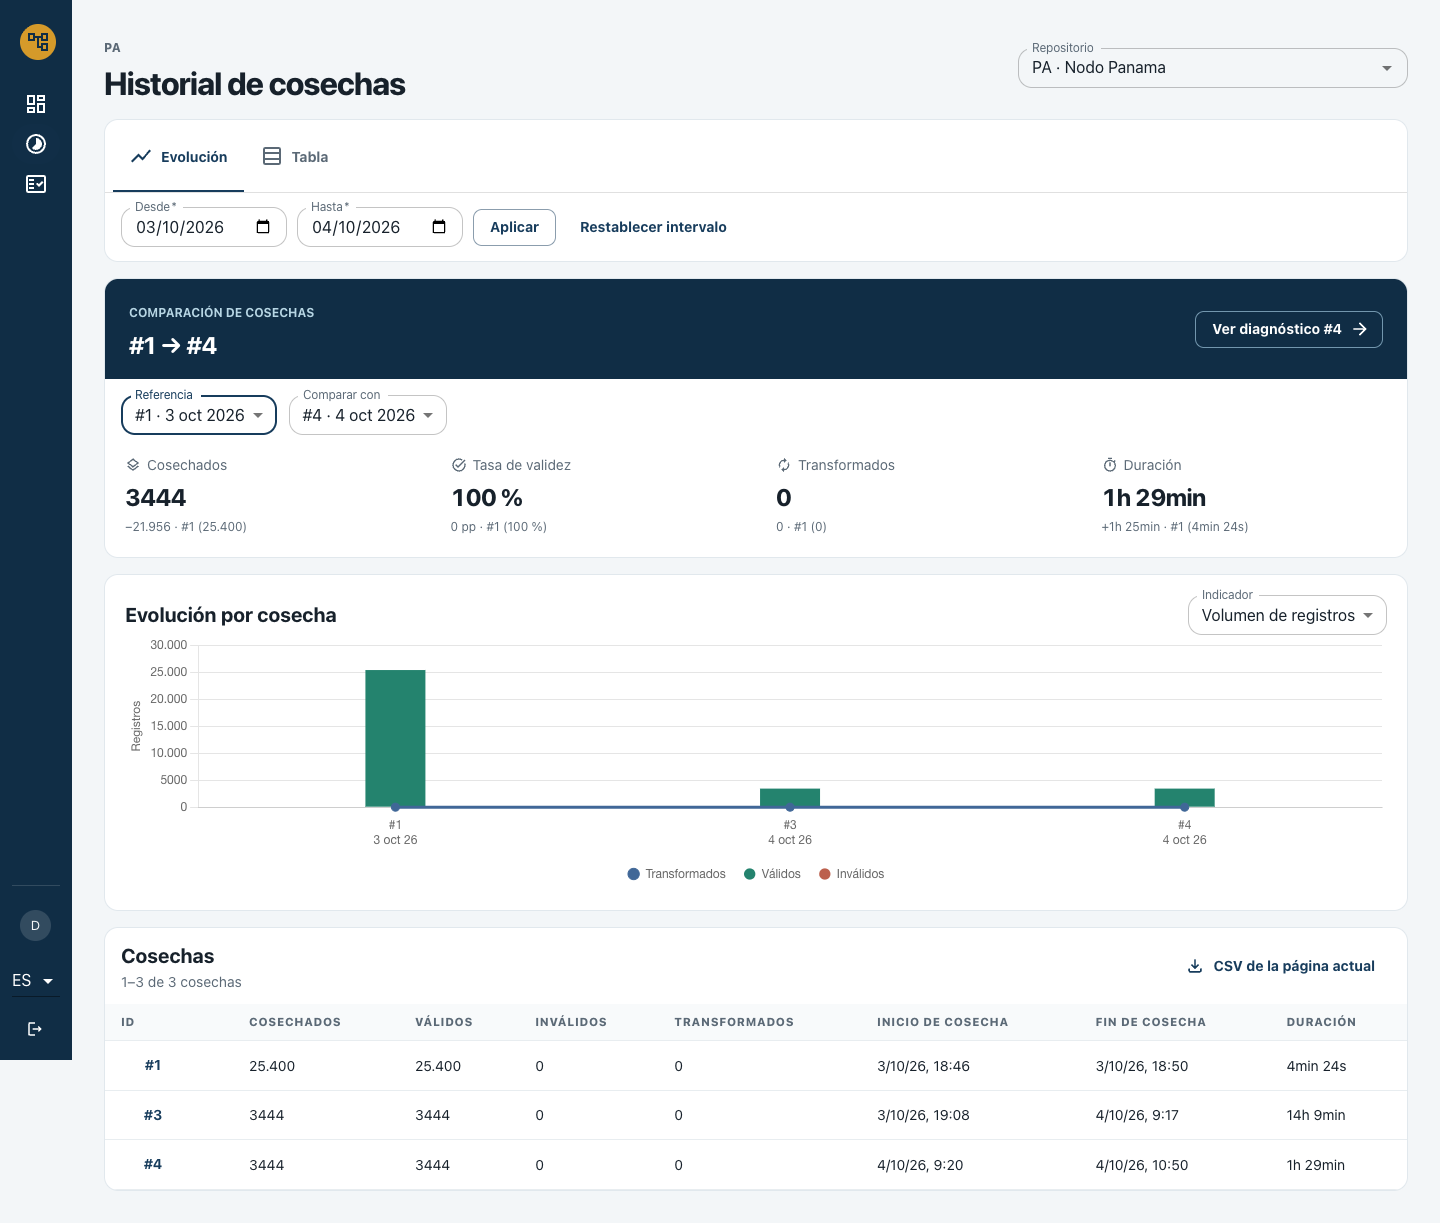 PA
Historial de cosechas
Repositorio
PA · Nodo Panama
Evolución
Tabla
Desde *
03/10/2026
Hasta *
04/10/2026
Aplicar
Restablecer intervalo
COMPARACIÓN DE COSECHAS
#1 → #4
Ver diagnóstico #4 →
Referencia
#1 · 3 oct 2026
Comparar con
#4 · 4 oct 2026
Cosechados
3444
−21.956 · #1 (25.400)
Tasa de validez
100 %
0 pp · #1 (100 %)
Transformados
0
0 · #1 (0)
Duración
1h 29min
+1h 25min · #1 (4min 24s)
Evolución por cosecha
Indicador
Volumen de registros
Registros
30.000
25.000
20.000
15.000
10.000
5000
0
#1
3 oct 26
#3
4 oct 26
#4
4 oct 26
Transformados Válidos Inválidos
Cosechas
1–3 de 3 cosechas
CSV de la página actual
ID COSECHADOS VÁLIDOS INVÁLIDOS TRANSFORMADOS INICIO DE COSECHA FIN DE COSECHA DURACIÓN
#1 25.400 25.400 0 0 3/10/26, 18:46 3/10/26, 18:50 4min 24s
#3 3444 3444 0 0 3/10/26, 19:08 4/10/26, 9:17 14h 9min
#4 3444 3444 0 0 4/10/26, 9:20 4/10/26, 10:50 1h 29min
D
ES